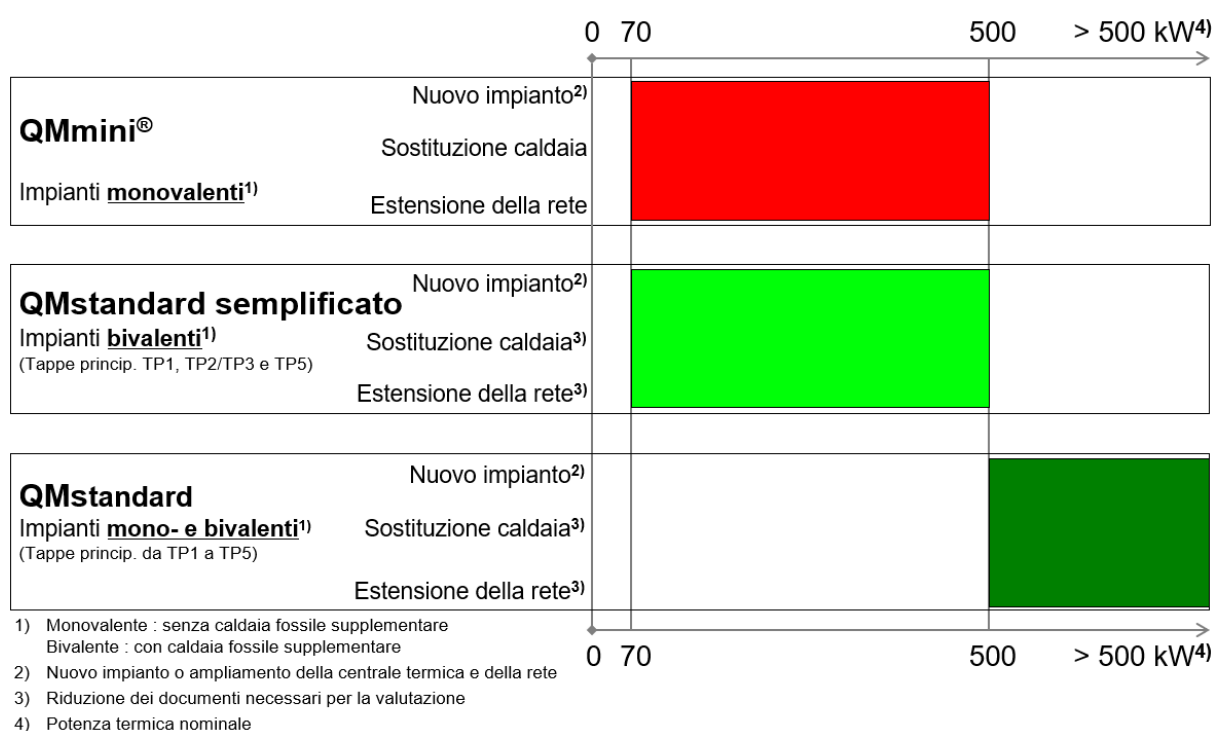 0 70 500 > 500 kW4)
Nuovo impianto2)
QMmini®
Sostituzione caldaia
Impianti monovalenti1)
Estensione della rete
Nuovo impianto2)
QMstandard semplificato
Impianti bivalenti1)
Sostituzione caldaia3)
(Tappe princip. TP1, TP2/TP3 e TP5)
Estensione della rete3)
Nuovo impianto2)
QMstandard
Impianti mono- e bivalenti1)
Sostituzione caldaia3)
(Tappe princip. da TP1 a TP5)
Estensione della rete3)
1) Monovalente : senza caldaia fossile supplementare
Bivalente : con caldaia fossile supplementare
0 70 500 > 500 kW4)
2) Nuovo impianto o ampliamento della centrale termica e della rete
3) Riduzione dei documenti necessari per la valutazione
4) Potenza termica nominale